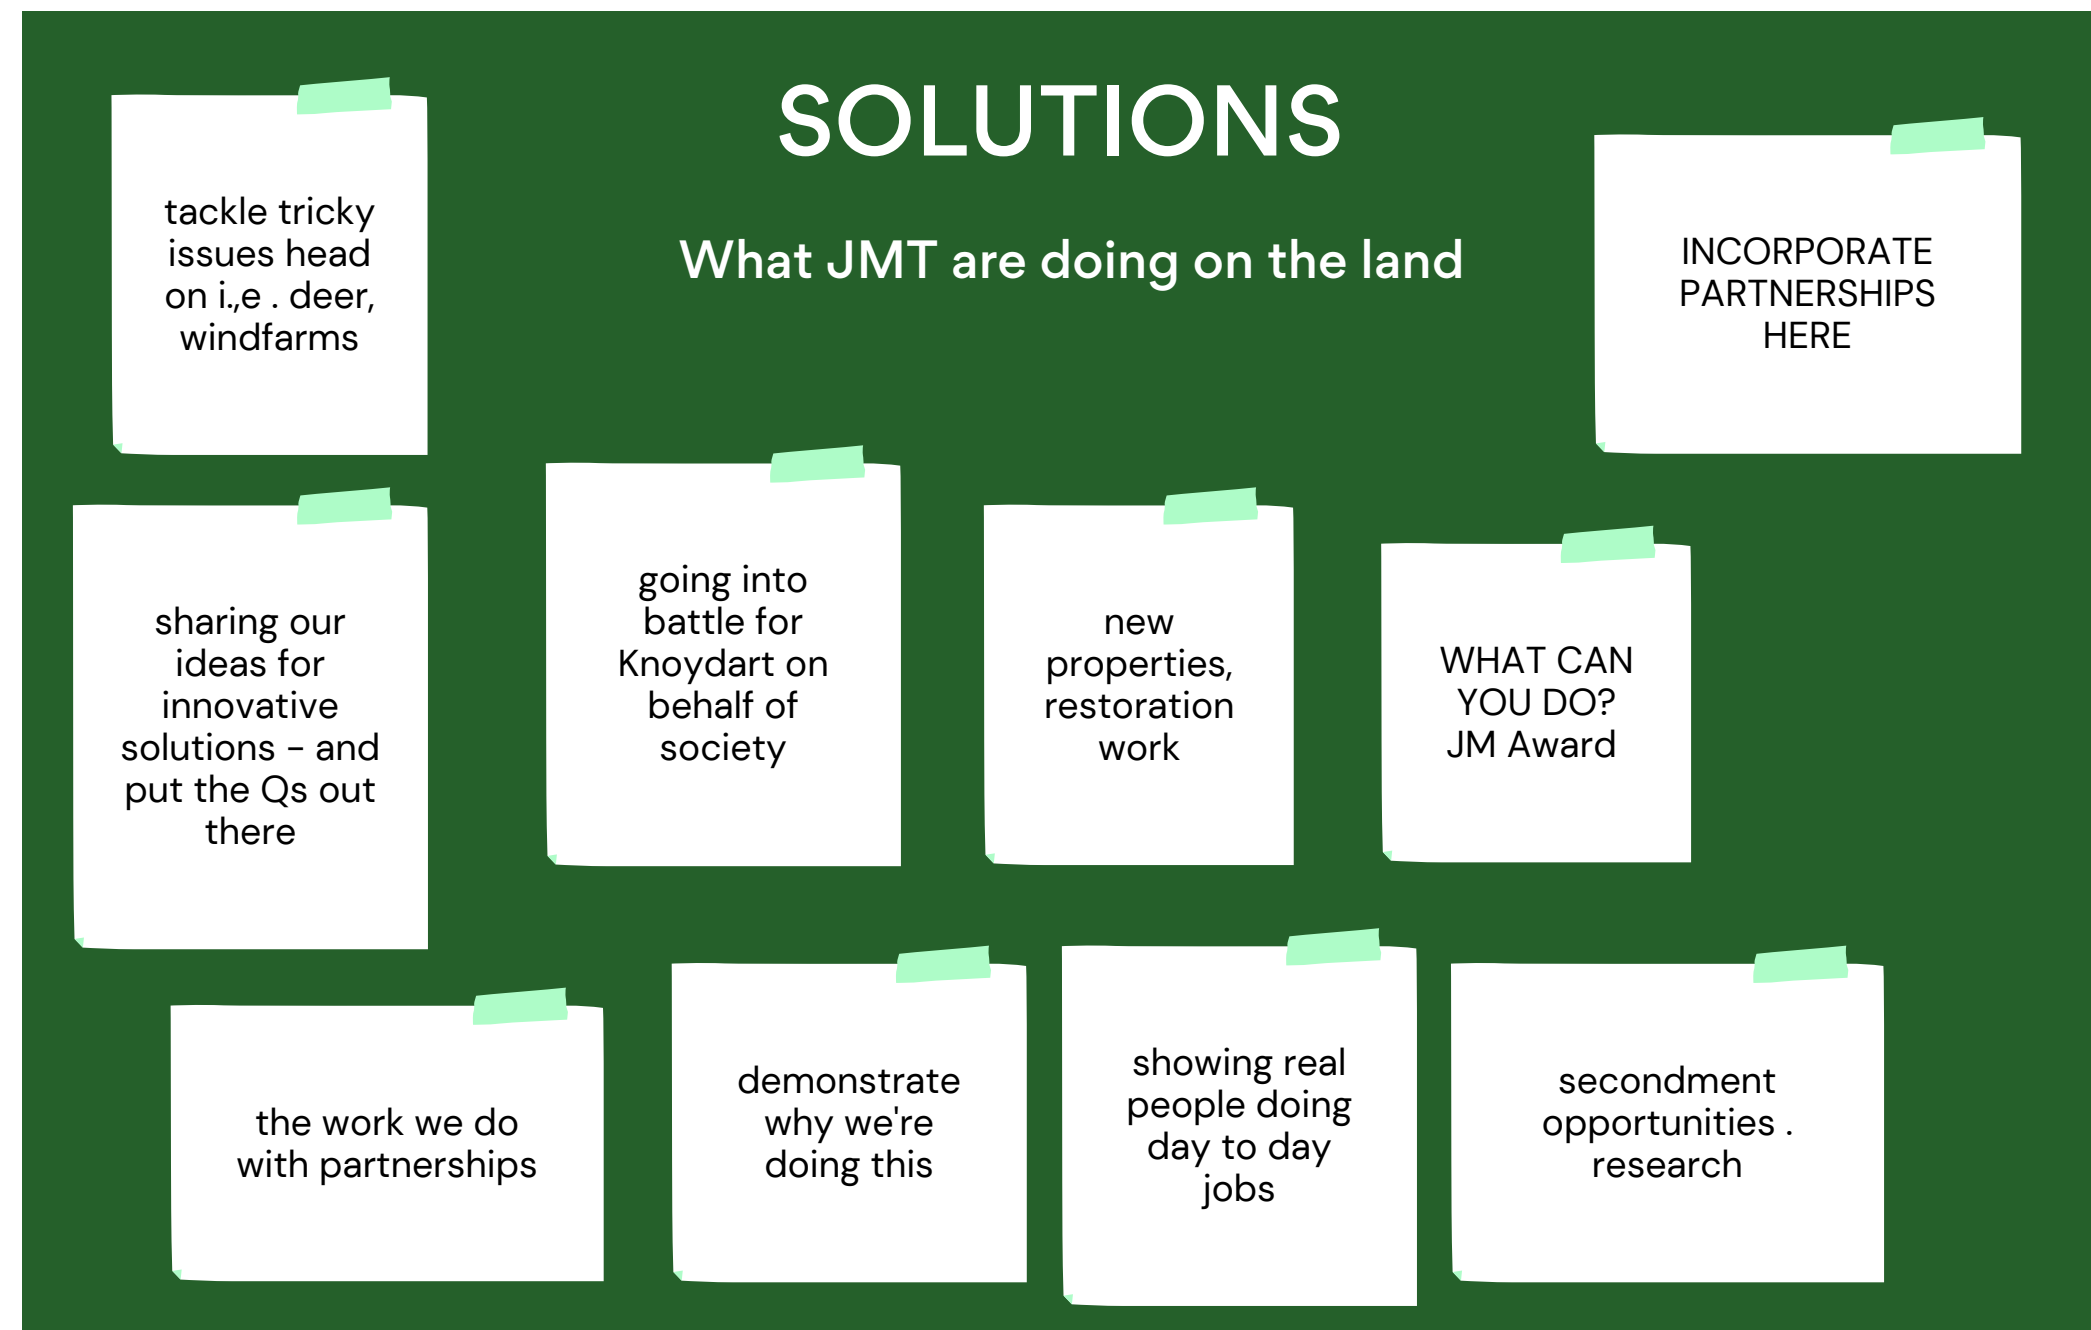 SOLUTIONS
What JMT are doing on the land
tackle tricky
issues head
on i.,e . deer,
windfarms
INCORPORATE
PARTNERSHIPS
HERE
sharing our
ideas for
innovative
solutions - and
put the Qs out
there
going into
battle for
Knoydart on
behalf of
society
new
properties,
restoration
work
WHAT CAN
YOU DO?
JM Award
the work we do
with partnerships
demonstrate
why we're
doing this
showing real
people doing
day to day
jobs
secondment
opportunities .
research